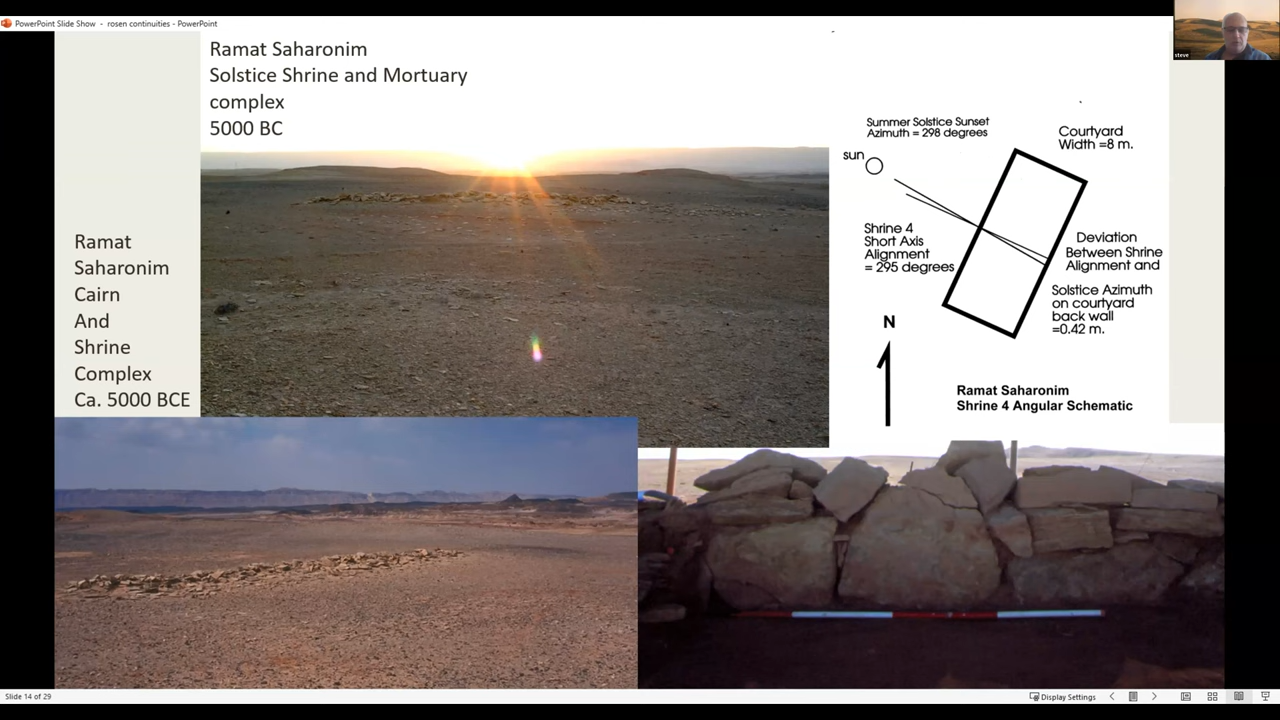 PowerPoint Slide Show - rosen continuities - PowerPoint
steve
Ramat Saharonim
Solstice Shrine and Mortuary
complex
5000 BC
Ramat
Saharonim
Cairn
And
Shrine
Complex
Ca. 5000 BCE
Summer Solstice Sunset
Azimuth = 298 degrees
sun
Courtyard
Width =8 m.
Shrine 4
Short Axis
Alignment
= 295 degrees
Deviation
Between Shrine
Alignment and
Solstice Azimuth
on courtyard
back wall
=0.42 m.
N
Ramat Saharonim
Shrine 4 Angular Schematic
Slide 14 of 29
Display Settings